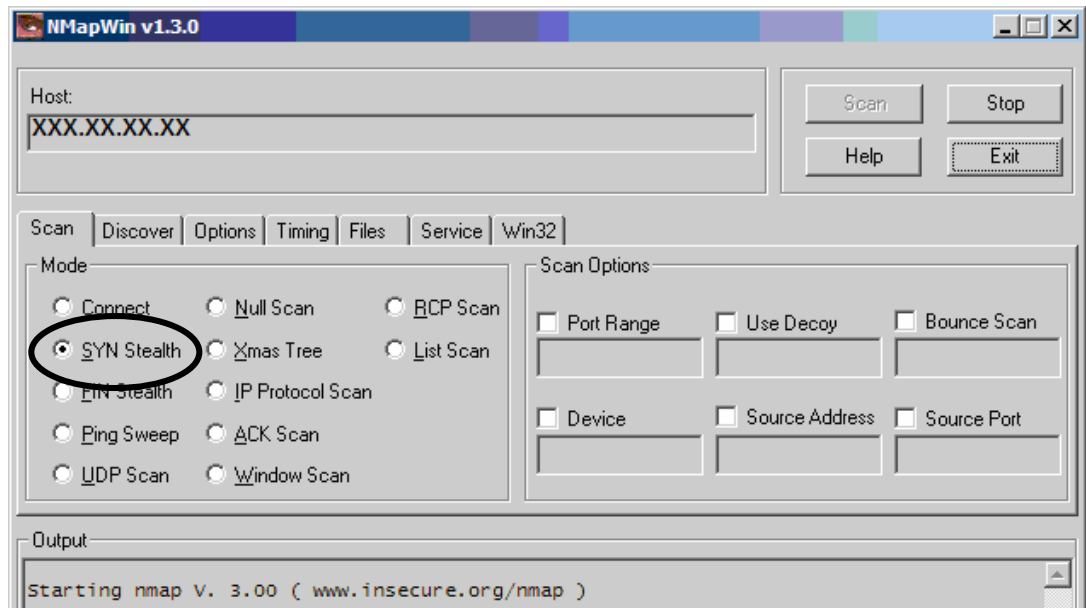 NMapWin v1.3.0
Host:
XXX.XX.XX.XX
Scan Stop
Help Exit
Scan Discover Options Timing Files Service Win32
Mode
Connect Null Scan RCP Scan
SYN Stealth Xmas Tree List Scan
FIN Stealth IP Protocol Scan
Ping Sweep ACK Scan
UDP Scan Window Scan
Scan Options
Port Range Use Decoy Bounce Scan
Device Source Address Source Port
Output
Starting nmap V. 3.00 ( www.insecure.org/nmap )